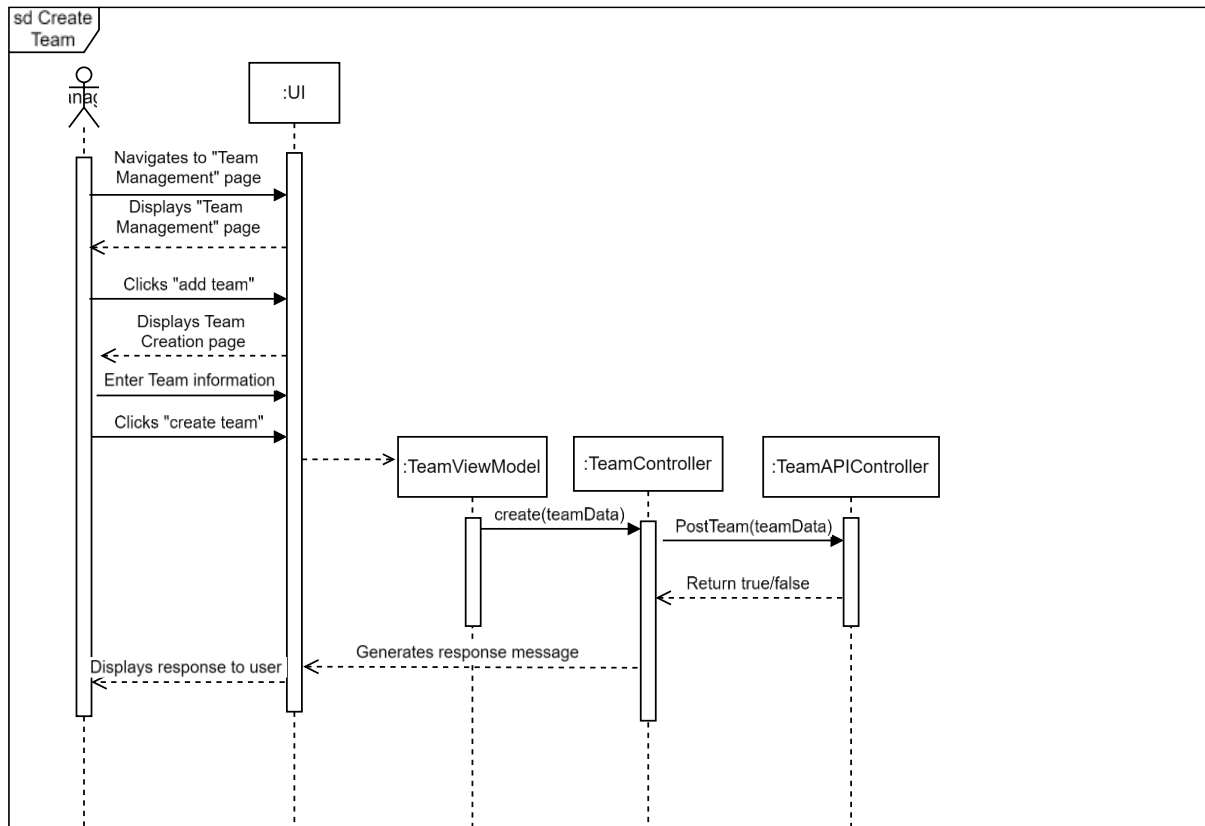 sd Create
Team
:UI
Navigates to "Team
Management" page
Displays "Team
Management" page
Clicks "add team"
Displays Team
Creation page
Enter Team information
Clicks "create team"
:TeamViewModel
:TeamController
:TeamAPIController
create(teamData)
PostTeam(teamData)
Return true/false
Generates response message
Displays response to user